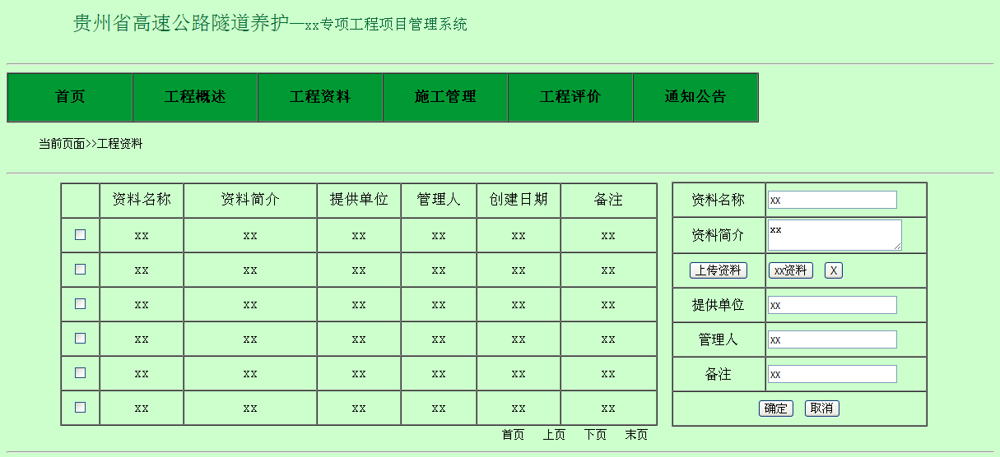 贵州省高速公路隧道养护—xx专项工程项目管理系统
首页 工程概述 工程资料 施工管理 工程评价 通知公告
当前页面>>工程资料
资料名称 资料简介 提供单位 管理人 创建日期 备注
xx xx xx xx xx xx
xx xx xx xx xx xx
xx xx xx xx xx xx
xx xx xx xx xx xx
xx xx xx xx xx xx
xx xx xx xx xx xx
首页 上页 下页 末页
资料名称 xx
资料简介 xx
上传资料 xx资料 X
提供单位 xx
管理人 xx
备注 xx
确定 取消